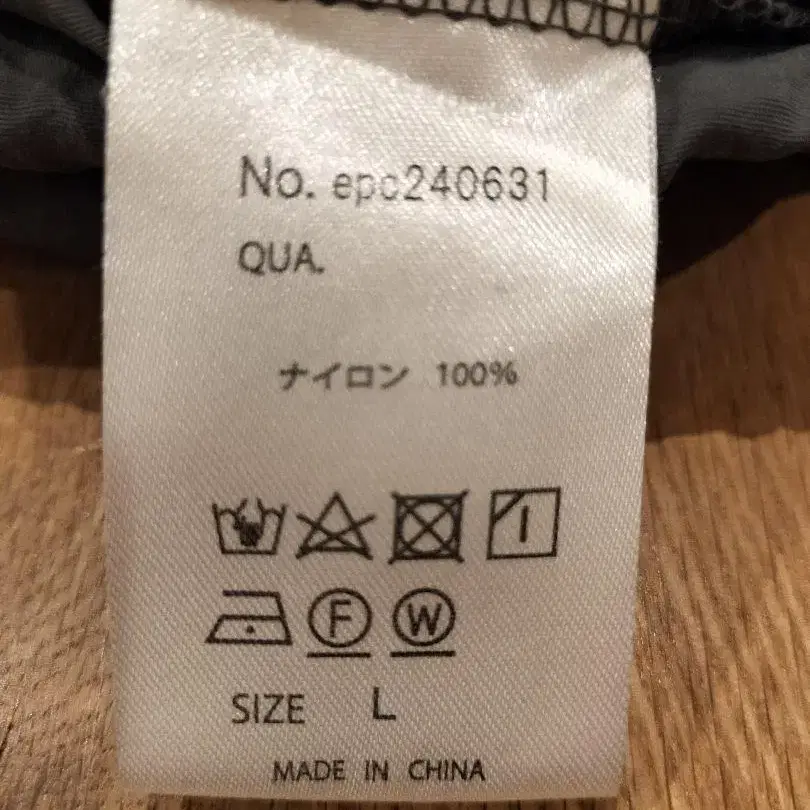 No. epc240631
QUA.
ナイロン 100%
F W
SIZE L
MADE IN CHINA